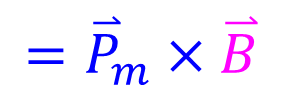 = P⃗ₘ × B⃗